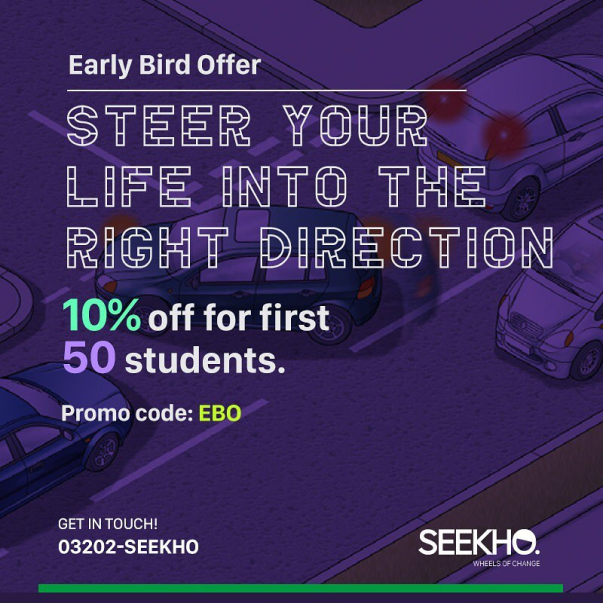 Early Bird Offer
STEER YOUR
LIFE INTO THE
RIGHT DIRECTION
10% off for first
50 students.
Promo code: EBO
GET IN TOUCH!
03202-SEEKHO
SEEKHO.
WHEELS OF CHANGE